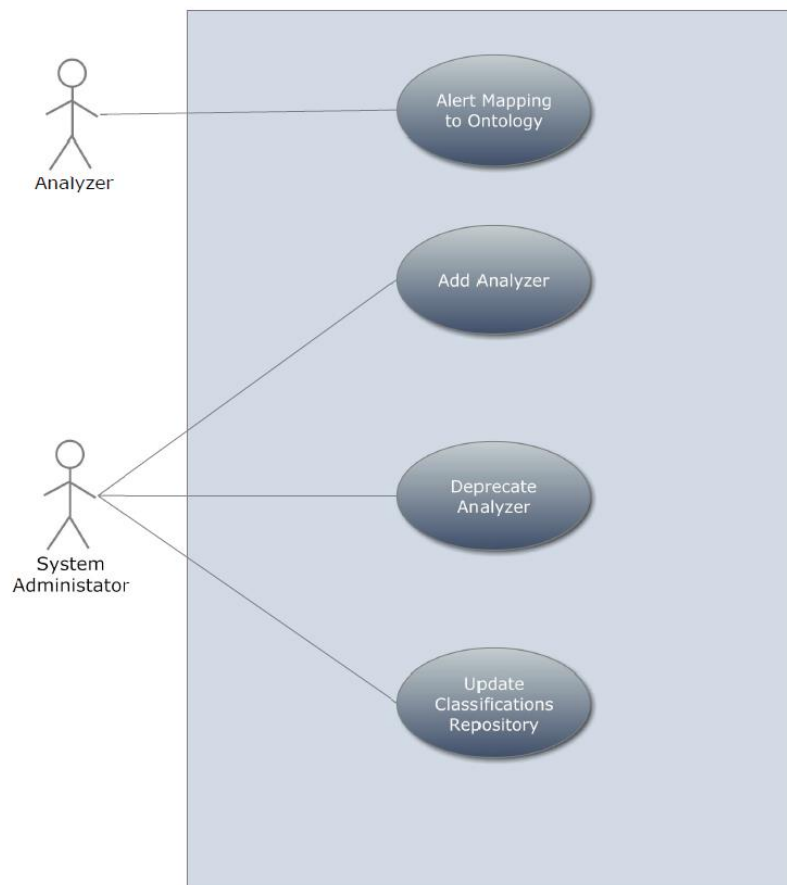 Alert Mapping
to Ontology
Analyzer
Add Analyzer
Deprecate
Analyzer
System
Administator
Update
Classifications
Repository